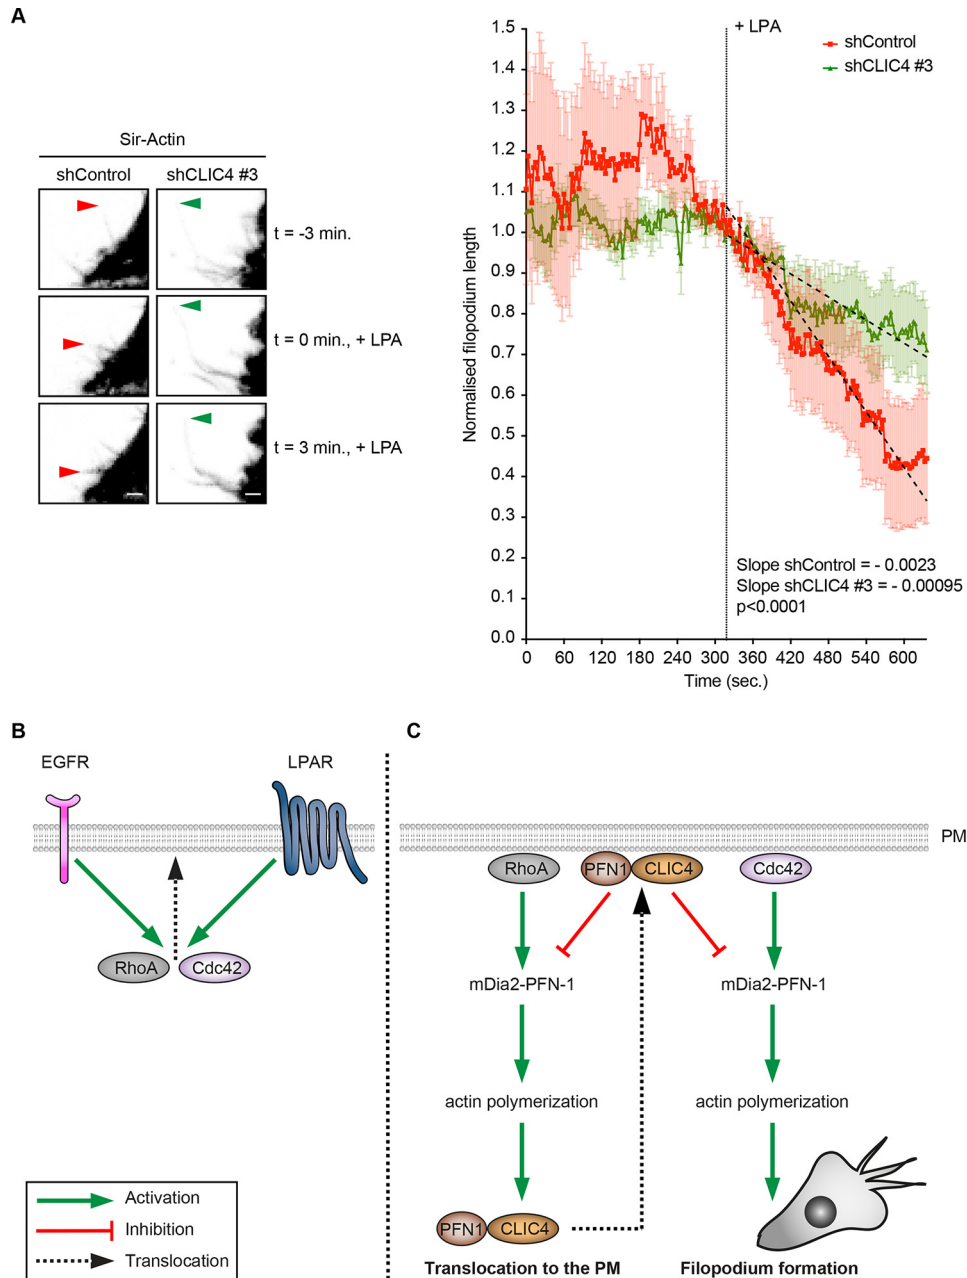 A
Sir-Actin
shControl
shCLIC4 #3
t = -3 min.
t = 0 min., + LPA
t = 3 min., + LPA
+ LPA
shControl
shCLIC4 #3
Normalised filopodium length
1.5
1.4
1.3
1.2
1.1
1.0
0.9
0.8
0.7
0.6
0.5
0.4
0.3
0.2
0.1
0.0
Slope shControl = - 0.0023
Slope shCLIC4 #3 = - 0.00095
p<0.0001
0 60 120 180 240 300 360 420 480 540 600
Time (sec.)
B
EGFR
LPAR
RhoA
Cdc42
Activation
Inhibition
Translocation
C
PM
RhoA
PFN1
CLIC4
Cdc42
mDia2-PFN-1
mDia2-PFN-1
actin polymerization
actin polymerization
PFN1
CLIC4
Translocation to the PM
Filopodium formation